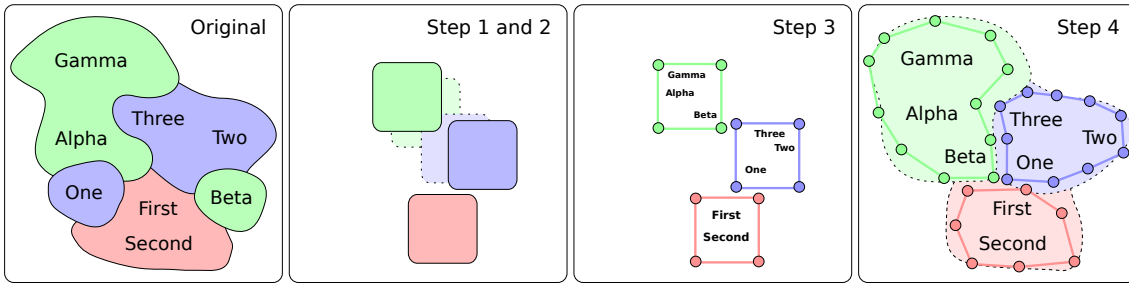 Original
Gamma
Three
Alpha
Two
One
First
Beta
Second
Step 1 and 2
Step 3
Gamma
Alpha
Beta
Three
Two
One
First
Second
Step 4
Gamma
Alpha
Three
Two
Beta
One
First
Second